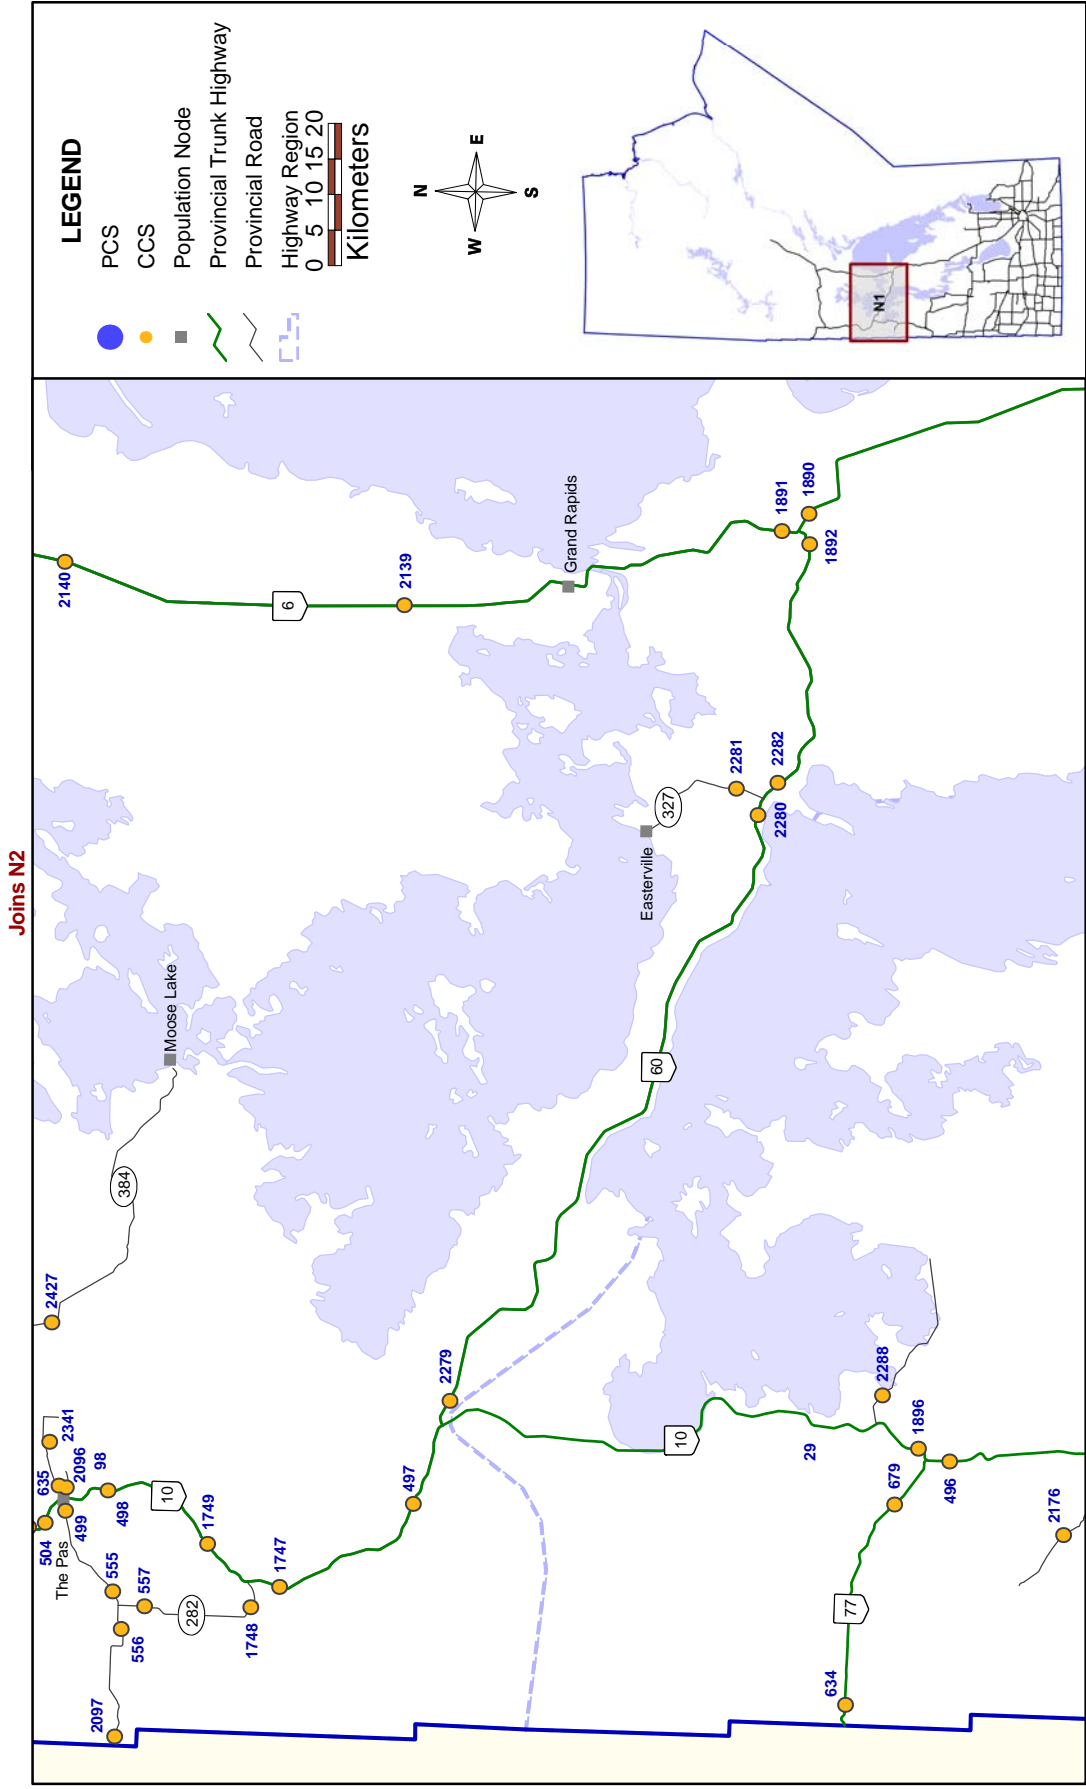 Joins N2
LEGEND
PCS
CCS
Population Node
Provincial Trunk Highway
Provincial Road
Highway Region
0 5 10 15 20
Kilometers
N
W
E
S
N1
2140
6
2139
Grand Rapids
1891
1890
1892
Moose Lake
384
2427
Easterville
327
2281
2282
2280
60
2279
2341
635
2096
98
504
The Pas
499
498
10
1749
555
557
556
282
1747
1748
2097
497
10
29
2288
1896
679
496
2176
77
634